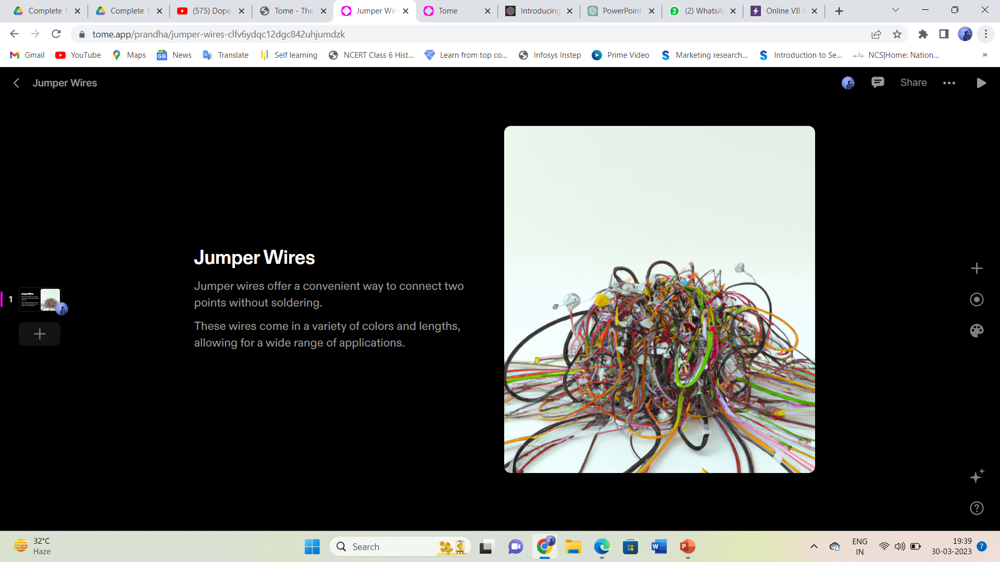 Complete 1
Complete 1
(575) Dope
Tome - The
Jumper Wir
Tome
Introducing
PowerPoint
(2) WhatsA
Online VB C
tome.app/prandha/jumper-wires-clfv6ydqc12dgc842uhjumdzk
Gmail
YouTube
Maps
News
Translate
Self learning
NCERT Class 6 Hist...
Learn from top co...
Infosys Instep
Prime Video
Marketing research...
Introduction to Se...
NCS|Home: Nation...
»
Jumper Wires
Share
Jumper Wires
Jumper wires offer a convenient way to connect two
points without soldering.
These wires come in a variety of colors and lengths,
allowing for a wide range of applications.
1
32°C
Haze
Search
ENG
IN
19:39
30-03-2023
7